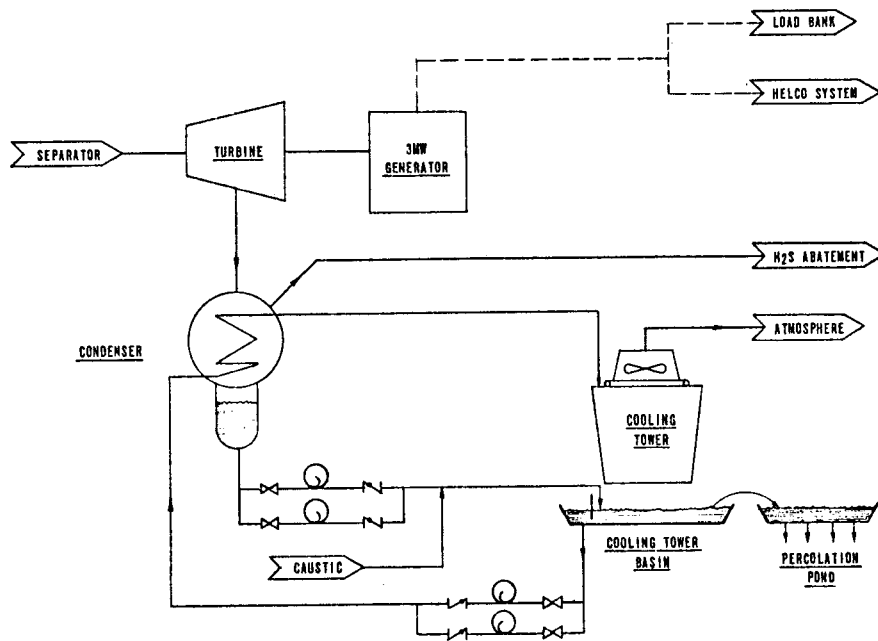 LOAD BANK
HELCO SYSTEM
SEPARATOR
TURBINE
3MW
GENERATOR
H2S ABATEMENT
ATMOSPHERE
CONDENSER
COOLING
TOWER
CAUSTIC
COOLING TOWER
BASIN
PERCOLATION
POND